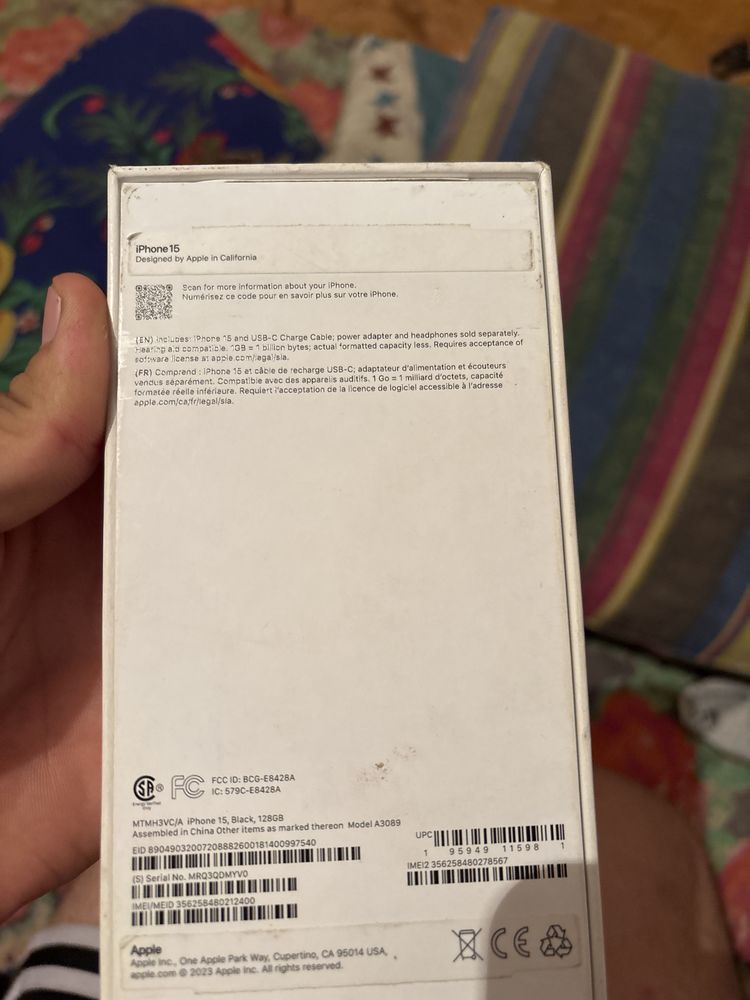 iPhone 15
Designed by Apple in California
Scan for more information about your iPhone.
Numérisez ce code pour en savoir plus sur votre iPhone.
(EN) Includes: iPhone 15 and USB-C Charge Cable; power adapter and headphones sold separately.
Hearing aid compatible. 1GB = 1 billion bytes; actual formatted capacity less. Requires acceptance of
software license at apple.com/legal/sla.
(FR) Comprend : iPhone 15 et câble de recharge USB-C; adaptateur d'alimentation et écouteurs
vendus séparément. Compatible avec des appareils auditifs. 1 Go = 1 milliard d'octets, capacité
formatée réelle inférieure. Requiert l'acceptation de la licence de logiciel accessible à l'adresse
apple.com/ca/fr/legal/sla.
SA ®
Energy Verified
only
FC
FCC ID: BCG-E8428A
IC: 579C-E8428A
MTMH3VC/A iPhone 15, Black, 128GB
Assembled in China Other items as marked thereon Model A3089
EID 89049032007208882600181400997540
(S) Serial No. MRQ3QDMYV0
IMEI/MEID 356258480212400
UPC
1 95949 11598 1
IMEI2 356258480278567
Apple
Apple Inc., One Apple Park Way, Cupertino, CA 95014 USA,
apple.com © 2023 Apple Inc. All rights reserved.
CE